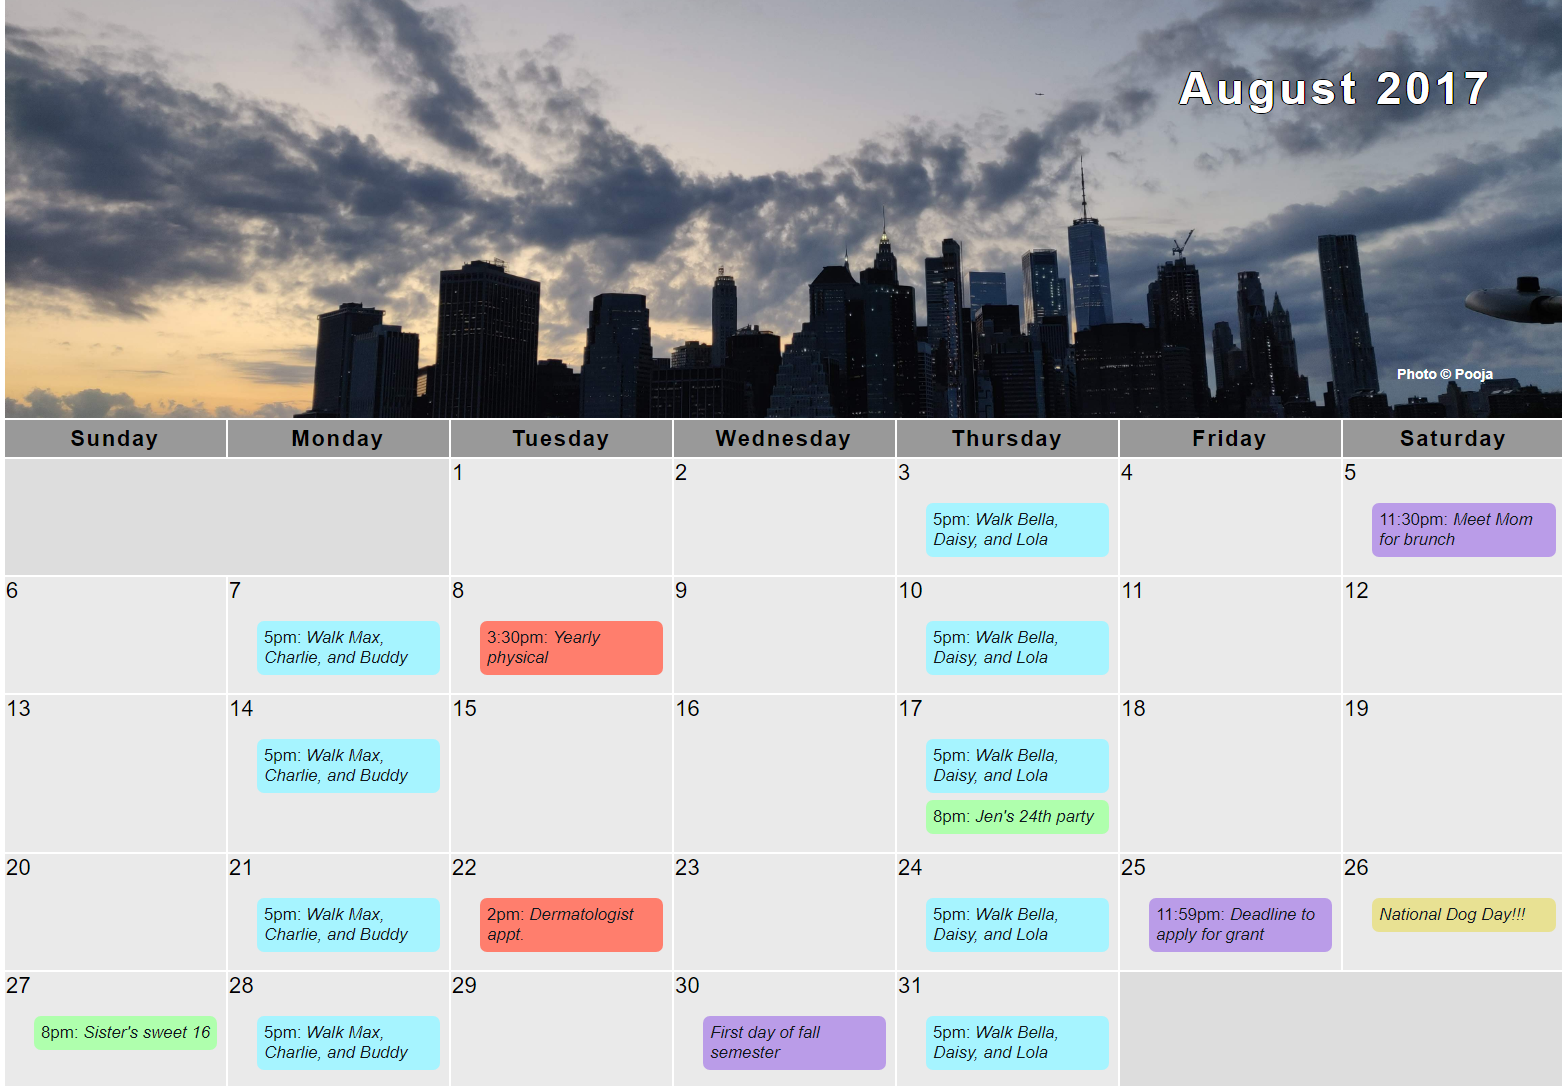 August 2017
Photo © Pooja
Sunday Monday Tuesday Wednesday Thursday Friday Saturday
1 2 3 4 5
5pm: Walk Bella,
Daisy, and Lola
11:30pm: Meet Mom
for brunch
6 7 8 9 10 11 12
5pm: Walk Max,
Charlie, and Buddy
3:30pm: Yearly
physical
5pm: Walk Bella,
Daisy, and Lola
13 14 15 16 17 18 19
5pm: Walk Max,
Charlie, and Buddy
5pm: Walk Bella,
Daisy, and Lola
8pm: Jen's 24th party
20 21 22 23 24 25 26
5pm: Walk Max,
Charlie, and Buddy
2pm: Dermatologist
appt.
5pm: Walk Bella,
Daisy, and Lola
11:59pm: Deadline to
apply for grant
National Dog Day!!!
27 28 29 30 31
8pm: Sister's sweet 16
5pm: Walk Max,
Charlie, and Buddy
First day of fall
semester
5pm: Walk Bella,
Daisy, and Lola